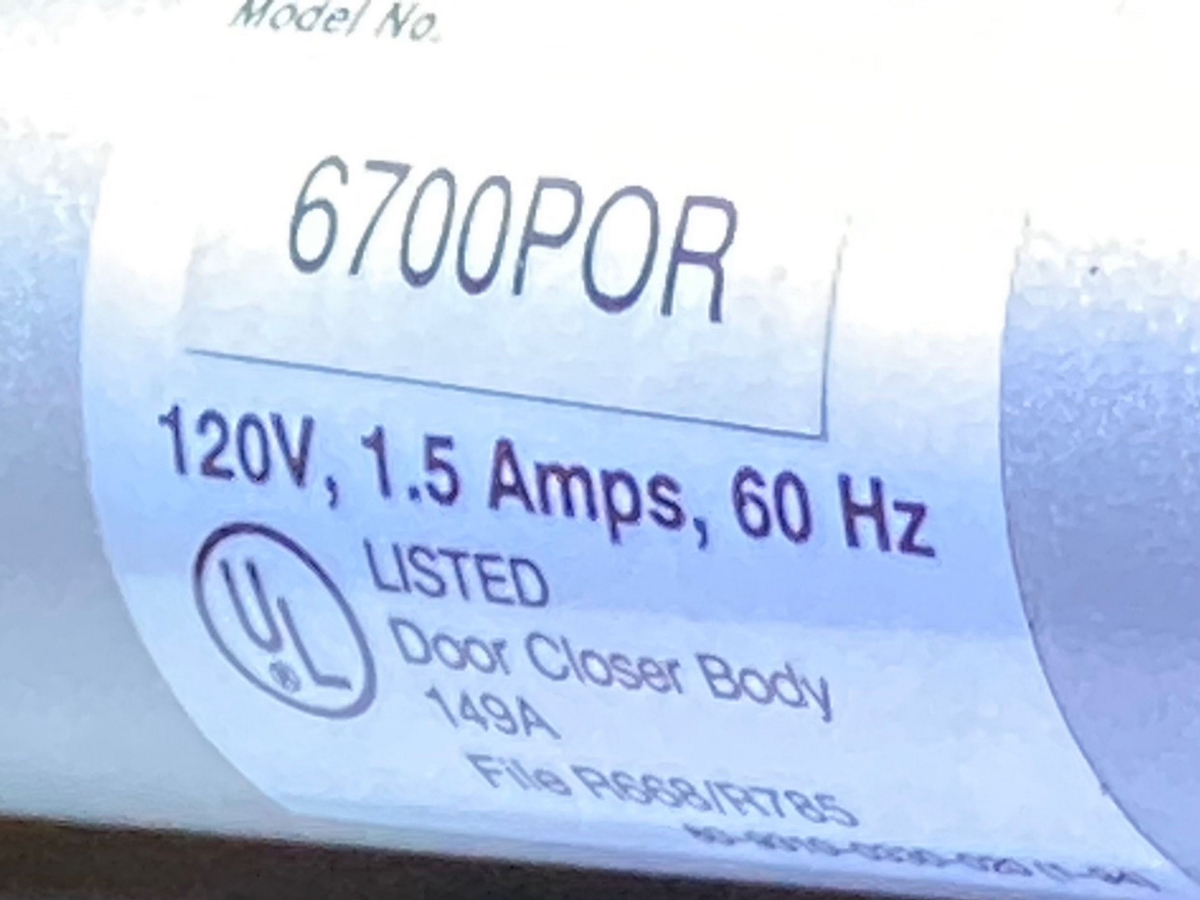 Model No.
6700POR
120V, 1.5 Amps, 60 Hz
UL®
LISTED
Door Closer Body
149A
File R668/R785